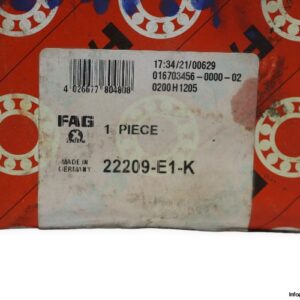 17:34/21/00629
016703456-0000-02
0200H1205
4 026677 804808
FAG
1 PIECE
MADE IN
GERMANY
22209-E1-K